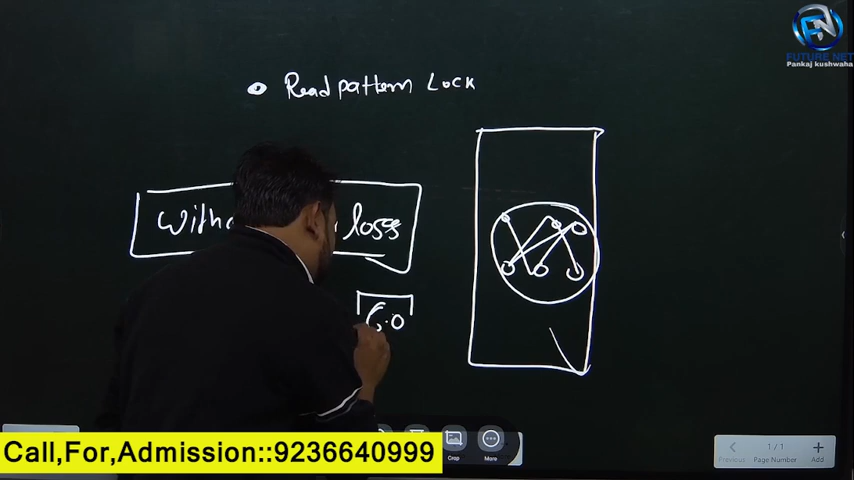 FN
FUTURE NET
Pankaj kushwaha
Read pattern Lock
loss
6.0
Crop
More
1/1
Previous
Page Number
Add
Call,For,Admission::9236640999